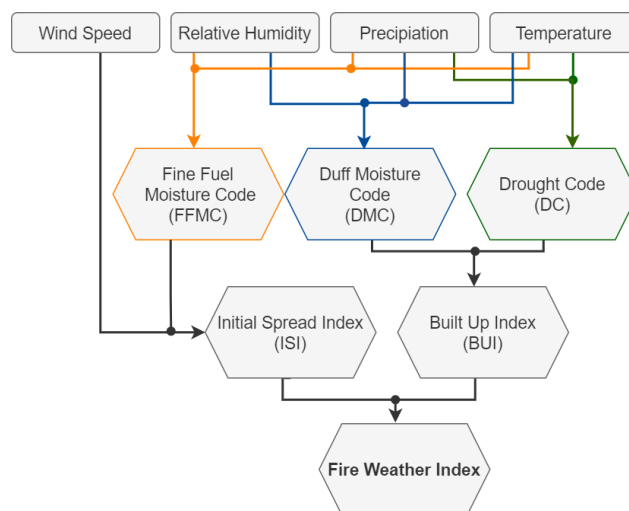 Wind Speed
Relative Humidity
Precipiation
Temperature
Fine Fuel
Moisture Code
(FFMC)
Duff Moisture
Code
(DMC)
Drought Code
(DC)
Initial Spread Index
(ISI)
Built Up Index
(BUI)
Fire Weather Index